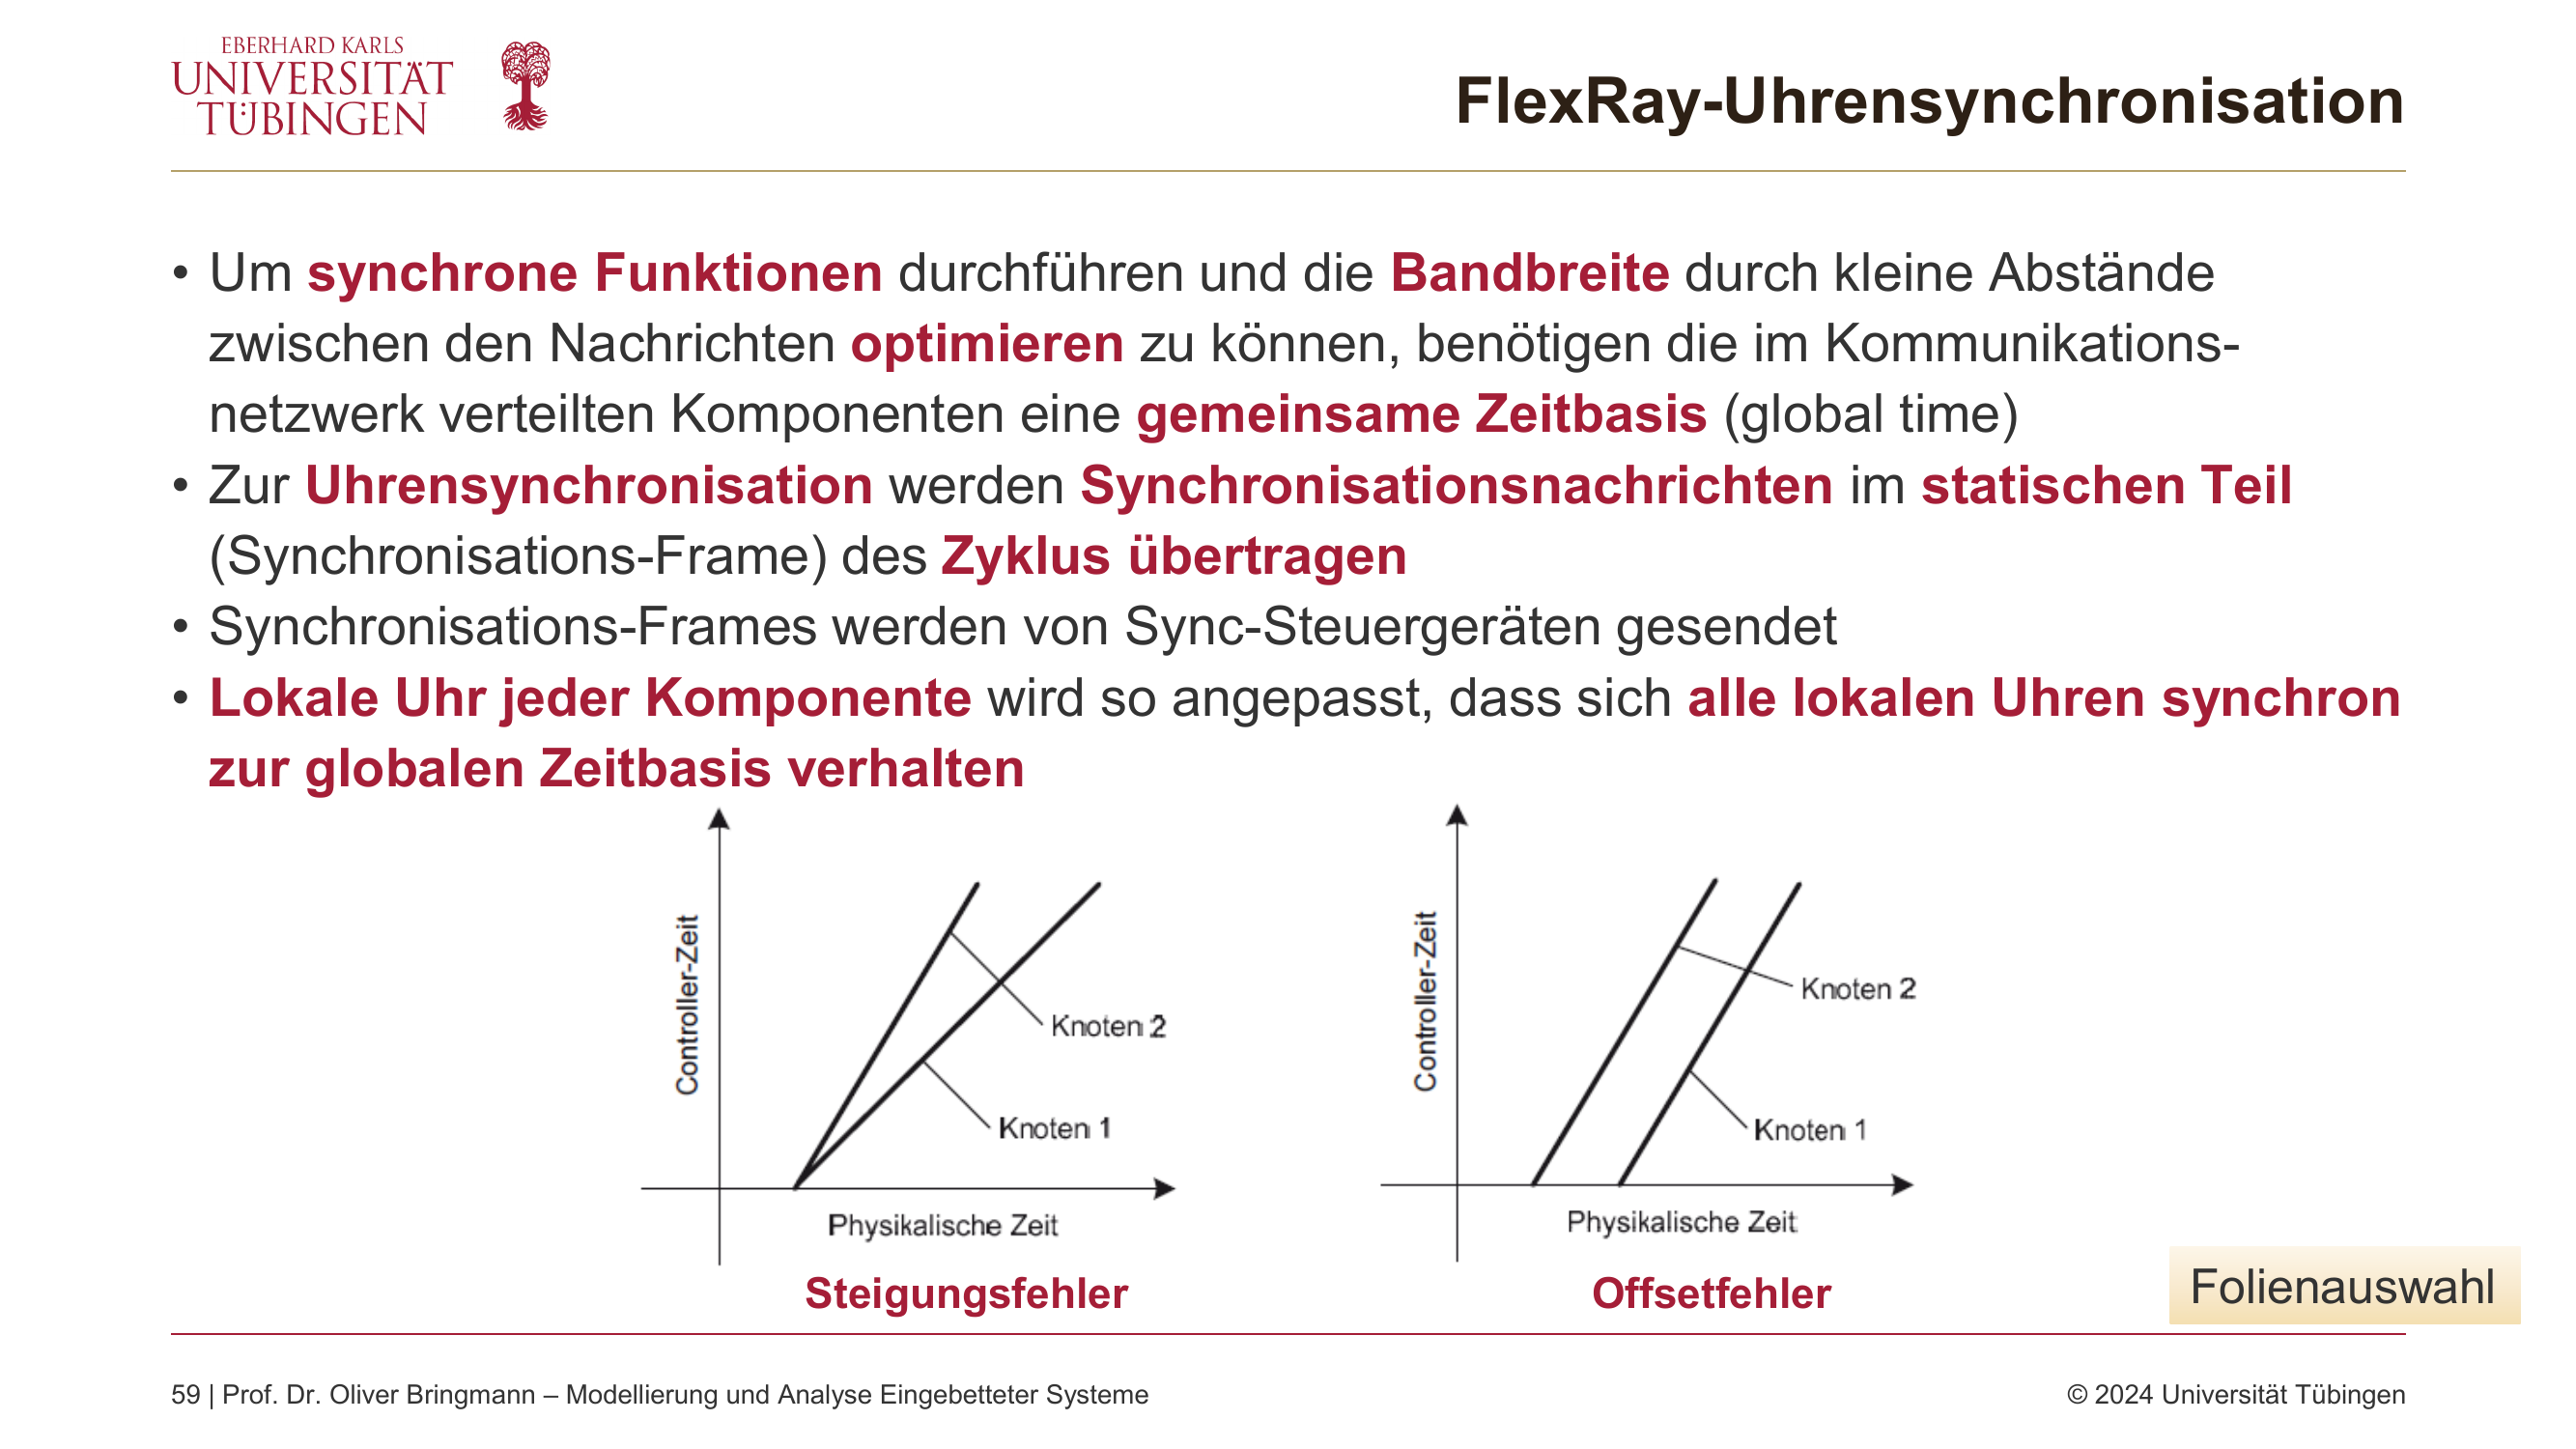 EBERHARD KARLS
UNIVERSITÄT
TÜBINGEN
FlexRay-Uhrensynchronisation
• Um synchrone Funktionen durchführen und die Bandbreite durch kleine Abstände
zwischen den Nachrichten optimieren zu können, benötigen die im Kommunikations-
netzwerk verteilten Komponenten eine gemeinsame Zeitbasis (global time)
• Zur Uhrensynchronisation werden Synchronisationsnachrichten im statischen Teil
(Synchronisations-Frame) des Zyklus übertragen
• Synchronisations-Frames werden von Sync-Steuergeräten gesendet
• Lokale Uhr jeder Komponente wird so angepasst, dass sich alle lokalen Uhren synchron
zur globalen Zeitbasis verhalten
Controller-Zeit
Knoten 2
Knoten 1
Physikalische Zeit
Steigungsfehler
Controller-Zeit
Knoten 2
Knoten 1
Physikalische Zeit
Offsetfehler
Folienauswahl
59 | Prof. Dr. Oliver Bringmann – Modellierung und Analyse Eingebetteter Systeme
© 2024 Universität Tübingen